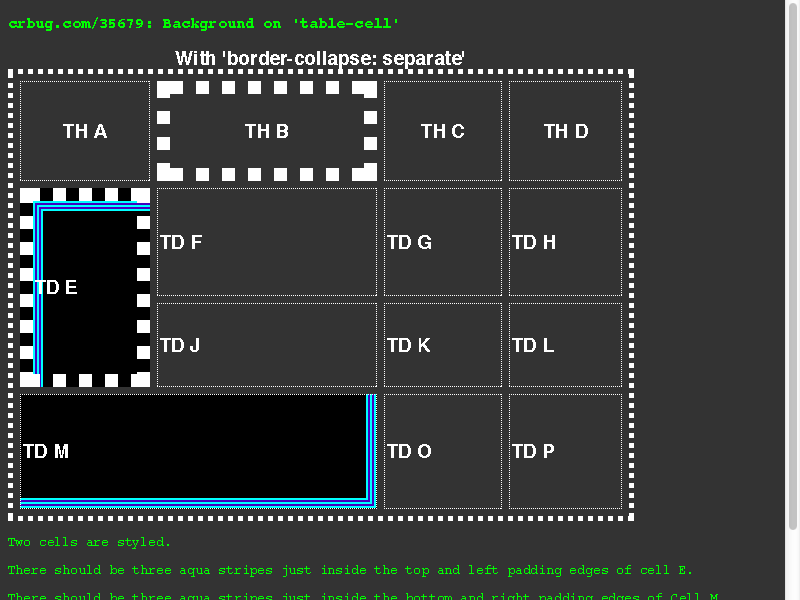 crbug.com/35679: Background on 'table-cell'
With 'border-collapse: separate'
TH A
TH B
TH C
TH D
TD E
TD F
TD G
TD H
TD J
TD K
TD L
TD M
TD O
TD P
Two cells are styled.
There should be three aqua stripes just inside the top and left padding edges of cell E.
There should be three aqua stripes just inside the bottom and right padding edges of Cell M